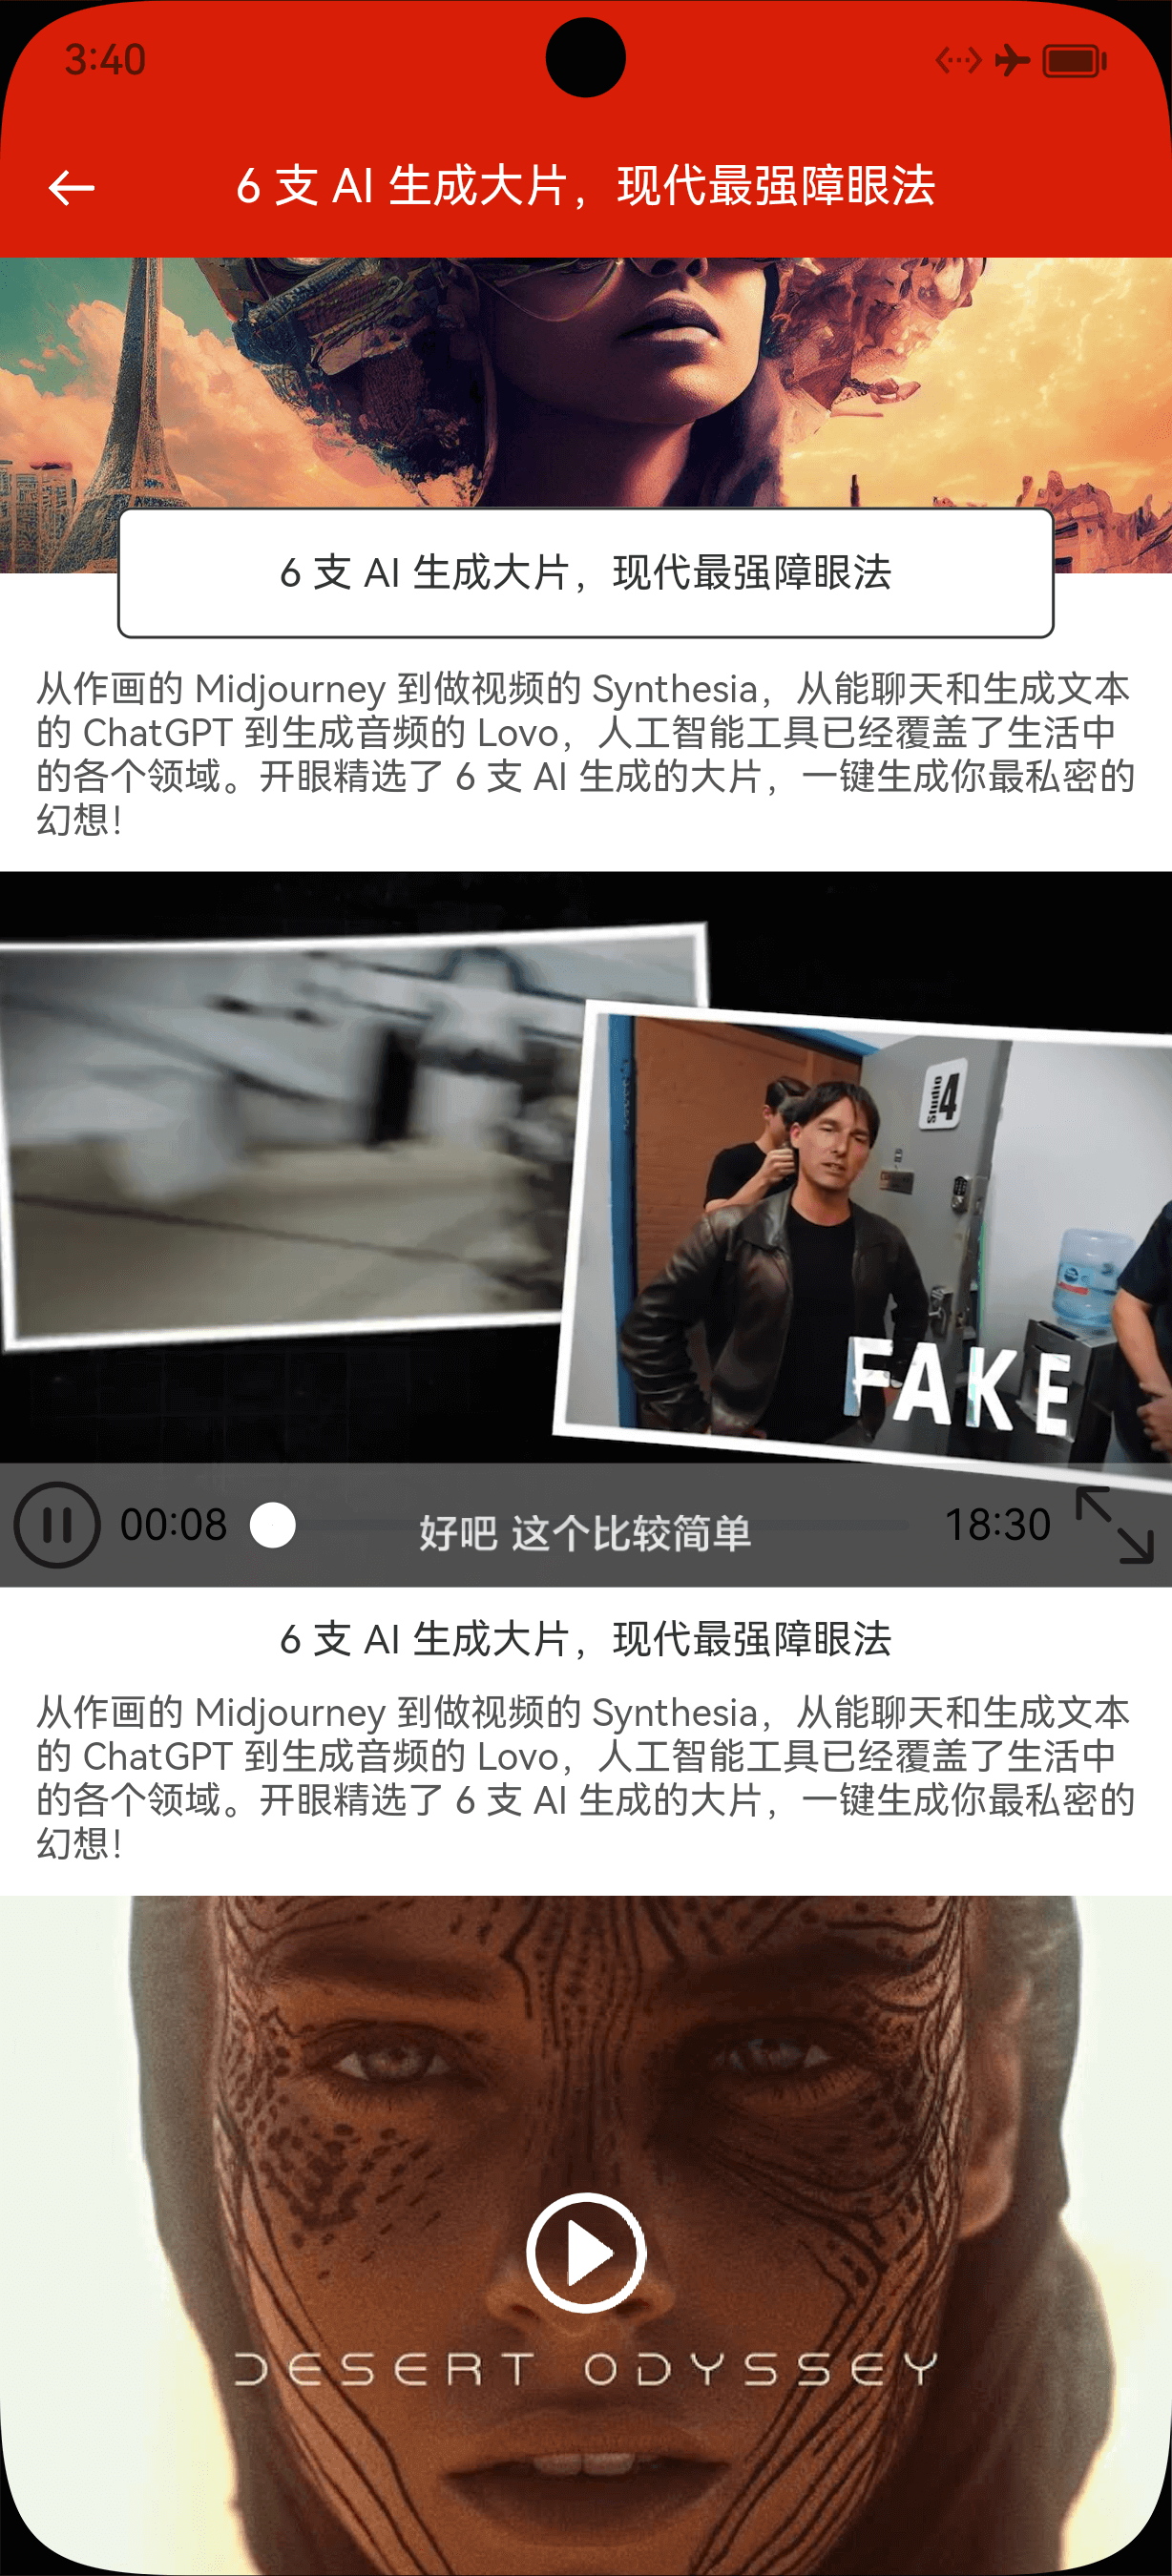 3:40
6 支 AI 生成大片，现代最强障眼法
6 支 AI 生成大片，现代最强障眼法
从作画的 Midjourney 到做视频的 Synthesia，从能聊天和生成文本
的 ChatGPT 到生成音频的 Lovo，人工智能工具已经覆盖了生活中
的各个领域。开眼精选了 6 支 AI 生成的大片，一键生成你最私密的
幻想！
Studio
4
FAKE
00:08
好吧 这个比较简单
18:30
6 支 AI 生成大片，现代最强障眼法
从作画的 Midjourney 到做视频的 Synthesia，从能聊天和生成文本
的 ChatGPT 到生成音频的 Lovo，人工智能工具已经覆盖了生活中
的各个领域。开眼精选了 6 支 AI 生成的大片，一键生成你最私密的
幻想！
DESERT ODYSSEY